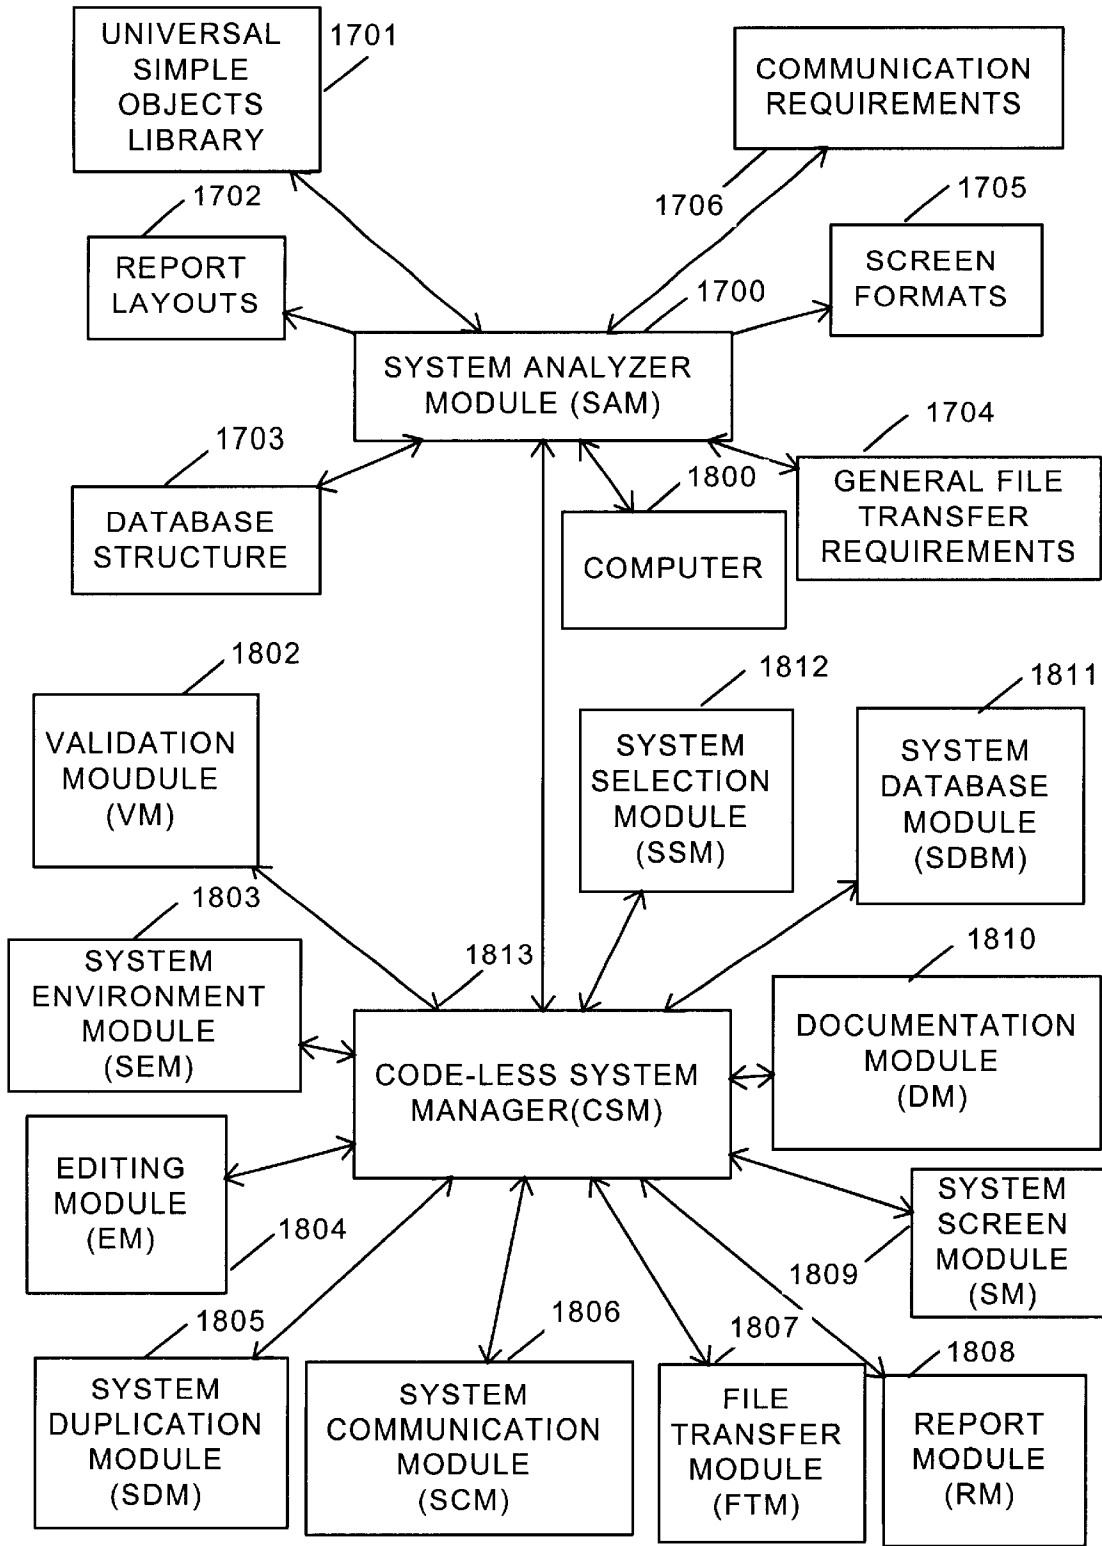 UNIVERSAL
SIMPLE
OBJECTS
LIBRARY
1701
COMMUNICATION
REQUIREMENTS
1706
1702
REPORT
LAYOUTS
1705
SCREEN
FORMATS
1700
SYSTEM ANALYZER
MODULE (SAM)
1703
DATABASE
STRUCTURE
1800
COMPUTER
1704
GENERAL FILE
TRANSFER
REQUIREMENTS
1802
VALIDATION
MOUDULE
(VM)
1812
SYSTEM
SELECTION
MODULE
(SSM)
1811
SYSTEM
DATABASE
MODULE
(SDBM)
1803
SYSTEM
ENVIRONMENT
MODULE
(SEM)
1813
CODE-LESS SYSTEM
MANAGER(CSM)
1810
DOCUMENTATION
MODULE
(DM)
EDITING
MODULE
(EM)
1804
SYSTEM
SCREEN
MODULE
(SM)
1809
1805
SYSTEM
DUPLICATION
MODULE
(SDM)
1806
SYSTEM
COMMUNICATION
MODULE
(SCM)
1807
FILE
TRANSFER
MODULE
(FTM)
1808
REPORT
MODULE
(RM)